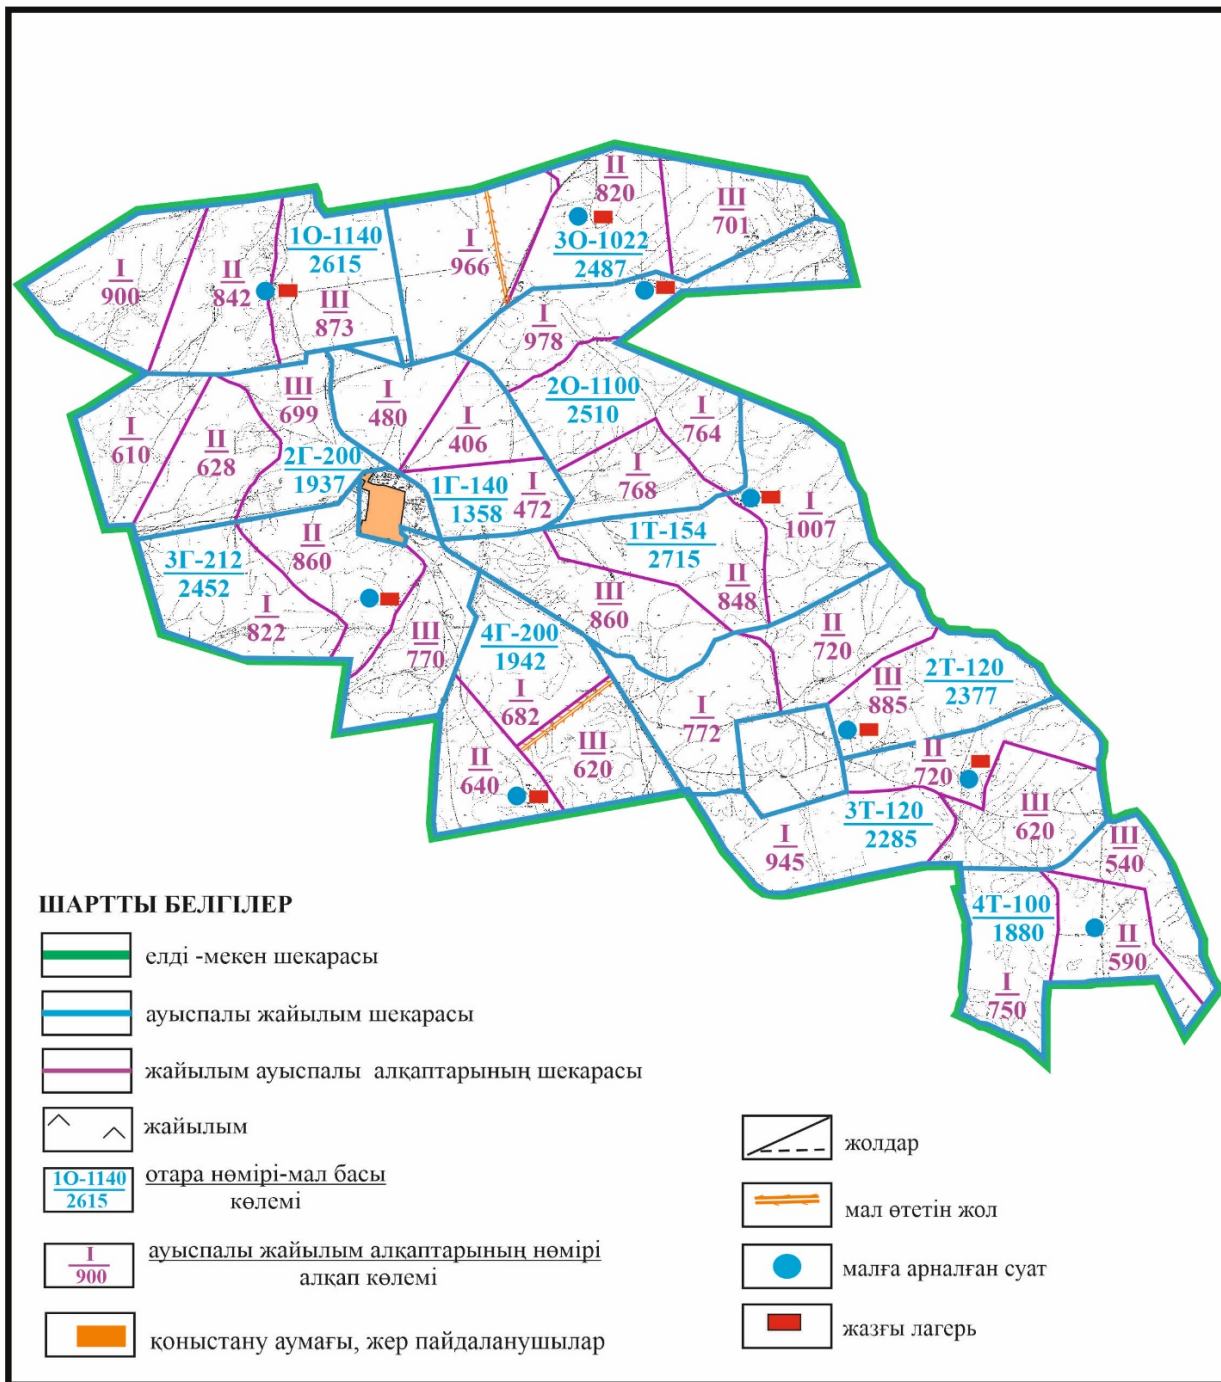 II
820
III
701
1О-1140
2615
I
966
3О-1022
2487
I
900
II
842
III
873
I
978
III
699
I
480
2О-1100
2510
I
764
I
610
II
628
I
406
2Г-200
1937
1Г-140
1358
I
472
I
768
I
1007
II
860
1Т-154
2715
3Г-212
2452
II
848
I
822
III
770
III
860
4Г-200
1942
II
720
2Т-120
2377
I
682
III
885
I
772
II
640
III
620
II
720
3Т-120
2285
III
620
I
945
III
540
4Т-100
1880
II
590
I
750
ШАРТТЫ БЕЛГІЛЕР
елді -мекен шекарасы
ауыспалы жайылым шекарасы
жайылым ауыспалы алқаптарының шекарасы
жайылым
1О-1140
2615
отара нөмірі-мал басы
көлемі
I
900
ауыспалы жайылым алқаптарының нөмірі
алқап көлемі
қоныстану аумағы, жер пайдаланушылар
жолдар
мал өтетін жол
малға арналған суат
жазғы лагерь